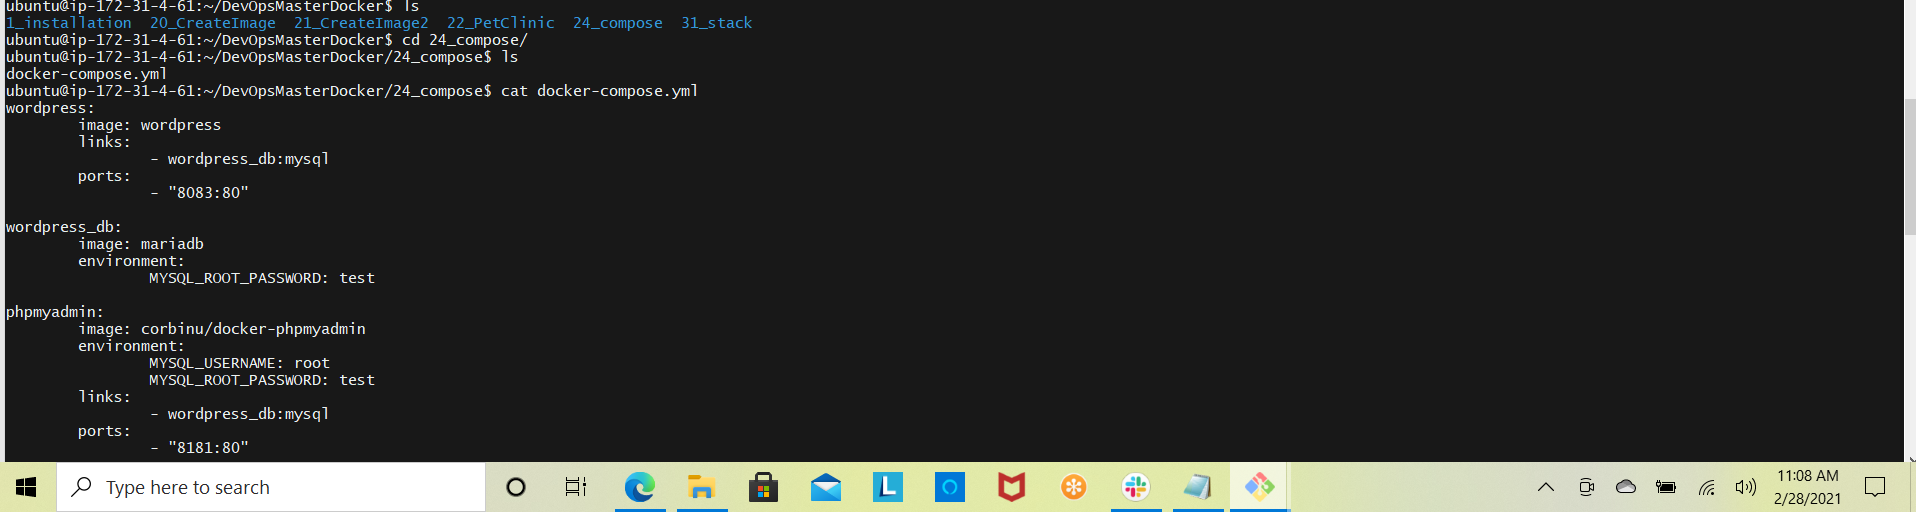 ubuntu@ip-172-31-4-61:~/DevOpsMasterDocker$ ls
1_installation  20_CreateImage  21_CreateImage2  22_PetClinic  24_compose  31_stack
ubuntu@ip-172-31-4-61:~/DevOpsMasterDocker$ cd 24_compose/
ubuntu@ip-172-31-4-61:~/DevOpsMasterDocker/24_compose$ ls
docker-compose.yml
ubuntu@ip-172-31-4-61:~/DevOpsMasterDocker/24_compose$ cat docker-compose.yml
wordpress:
        image: wordpress
        links:
                - wordpress_db:mysql
        ports:
                - "8083:80"
wordpress_db:
        image: mariadb
        environment:
                MYSQL_ROOT_PASSWORD: test
phpmyadmin:
        image: corbinu/docker-phpmyadmin
        environment:
                MYSQL_USERNAME: root
                MYSQL_ROOT_PASSWORD: test
        links:
                - wordpress_db:mysql
        ports:
                - "8181:80"
Type here to search
L
11:08 AM
2/28/2021